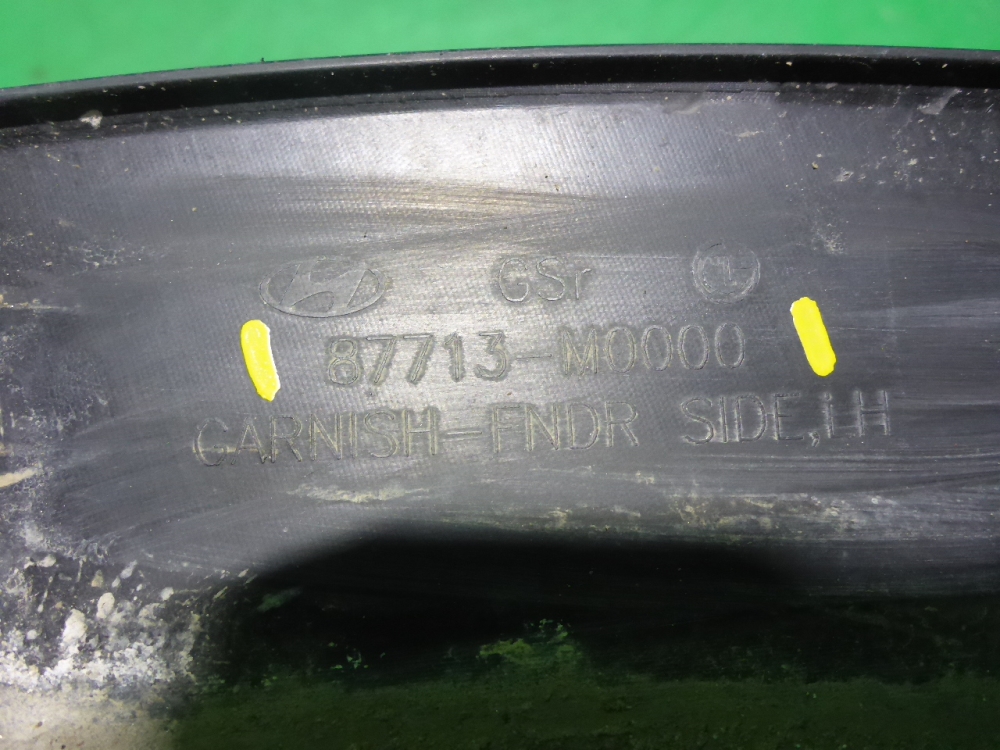 GSr
87713-M0000
GARNISH-FNDR SIDE,LH